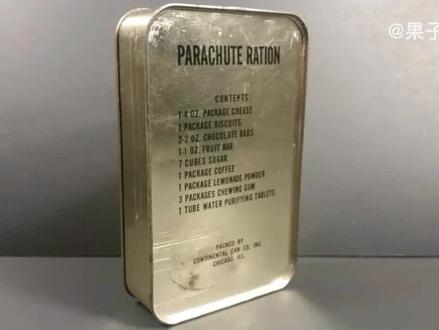 @果子
PARACHUTE RATION
CONTENTS:
1-4 OZ. PACKAGE CHEESE
1 PACKAGE BISCUITS
2-2 OZ. CHOCOLATE BARS
1-1 OZ. FRUIT BAR
7 CUBES SUGAR
1 PACKAGE COFFEE
1 PACKAGE LEMONADE POWDER
3 PACKAGES CHEWING GUM
1 TUBE WATER PURIFYING TABLETS
PACKED BY
CONTINENTAL CAN CO., INC.
CHICAGO, ILL.